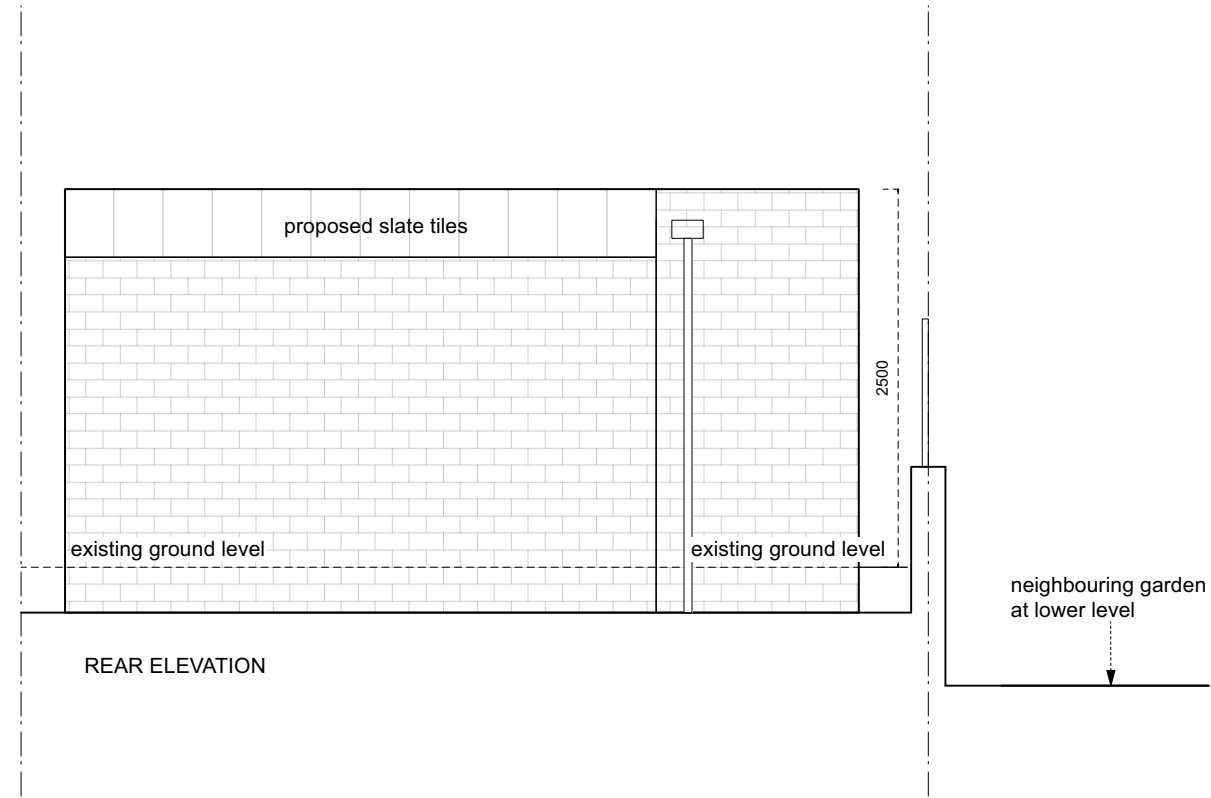 proposed slate tiles
2500
existing ground level
existing ground level
neighbouring garden
at lower level
REAR ELEVATION